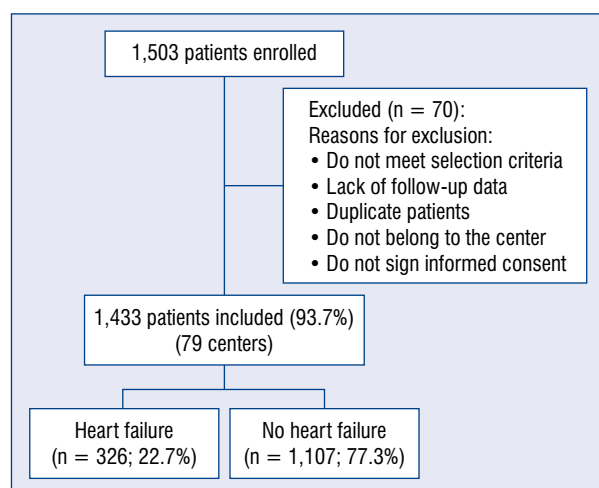 1,503 patients enrolled
Excluded (n = 70):
Reasons for exclusion:
• Do not meet selection criteria
• Lack of follow-up data
• Duplicate patients
• Do not belong to the center
• Do not sign informed consent
1,433 patients included (93.7%)
(79 centers)
Heart failure
(n = 326; 22.7%)
No heart failure
(n = 1,107; 77.3%)